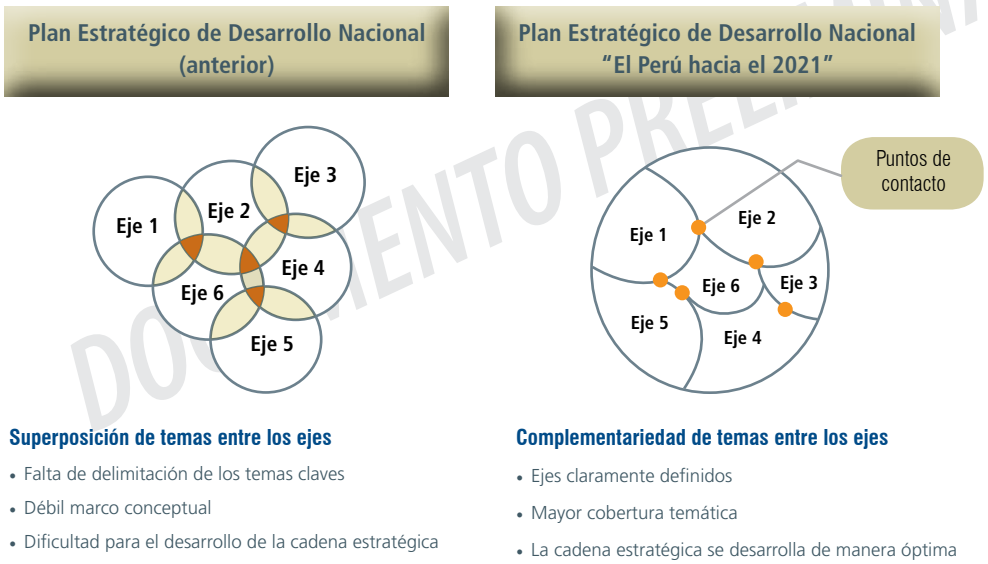 Plan Estratégico de Desarrollo Nacional
(anterior)
Plan Estratégico de Desarrollo Nacional
“El Perú hacia el 2021”
Eje 1
Eje 2
Eje 3
Eje 4
Eje 6
Eje 5
Puntos de
contacto
Eje 1
Eje 2
Eje 6
Eje 3
Eje 5
Eje 4
Superposición de temas entre los ejes
• Falta de delimitación de los temas claves
• Débil marco conceptual
• Dificultad para el desarrollo de la cadena estratégica
Complementariedad de temas entre los ejes
• Ejes claramente definidos
• Mayor cobertura temática
• La cadena estratégica se desarrolla de manera óptima